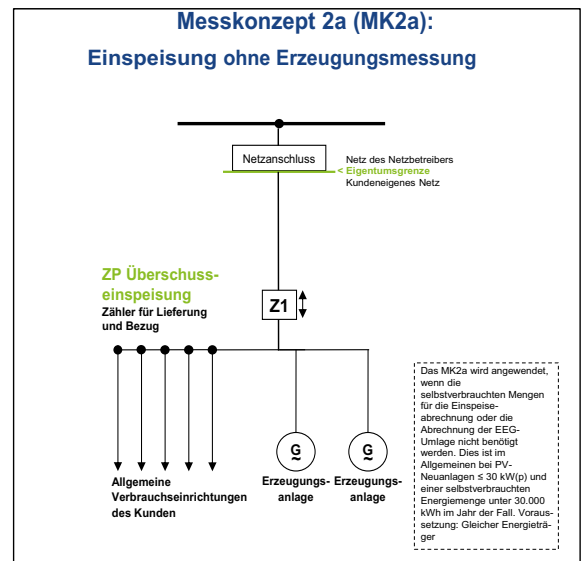 Messkonzept 2a (MK2a):
Einspeisung ohne Erzeugungsmessung
Netzanschluss
Netz des Netzbetreibers
< Eigentumsgrenze
Kundeneigenes Netz
ZP Überschuss-
einspeisung
Zähler für Lieferung
und Bezug
Z1
G
~
G
~
Allgemeine
Verbrauchseinrichtungen
des Kunden
Erzeugungs-
anlage
Erzeugungs-
anlage
Das MK2a wird angewendet,
wenn die
selbstverbrauchten Mengen
für die Einspeise-
abrechnung oder die
Abrechnung der EEG-
Umlage nicht benötigt
werden. Dies ist im
Allgemeinen bei PV-
Neuanlagen ≤ 30 kW(p) und
einer selbstverbrauchten
Energiemenge unter 30.000
kWh im Jahr der Fall. Voraus-
setzung: Gleicher Energieträ-
ger